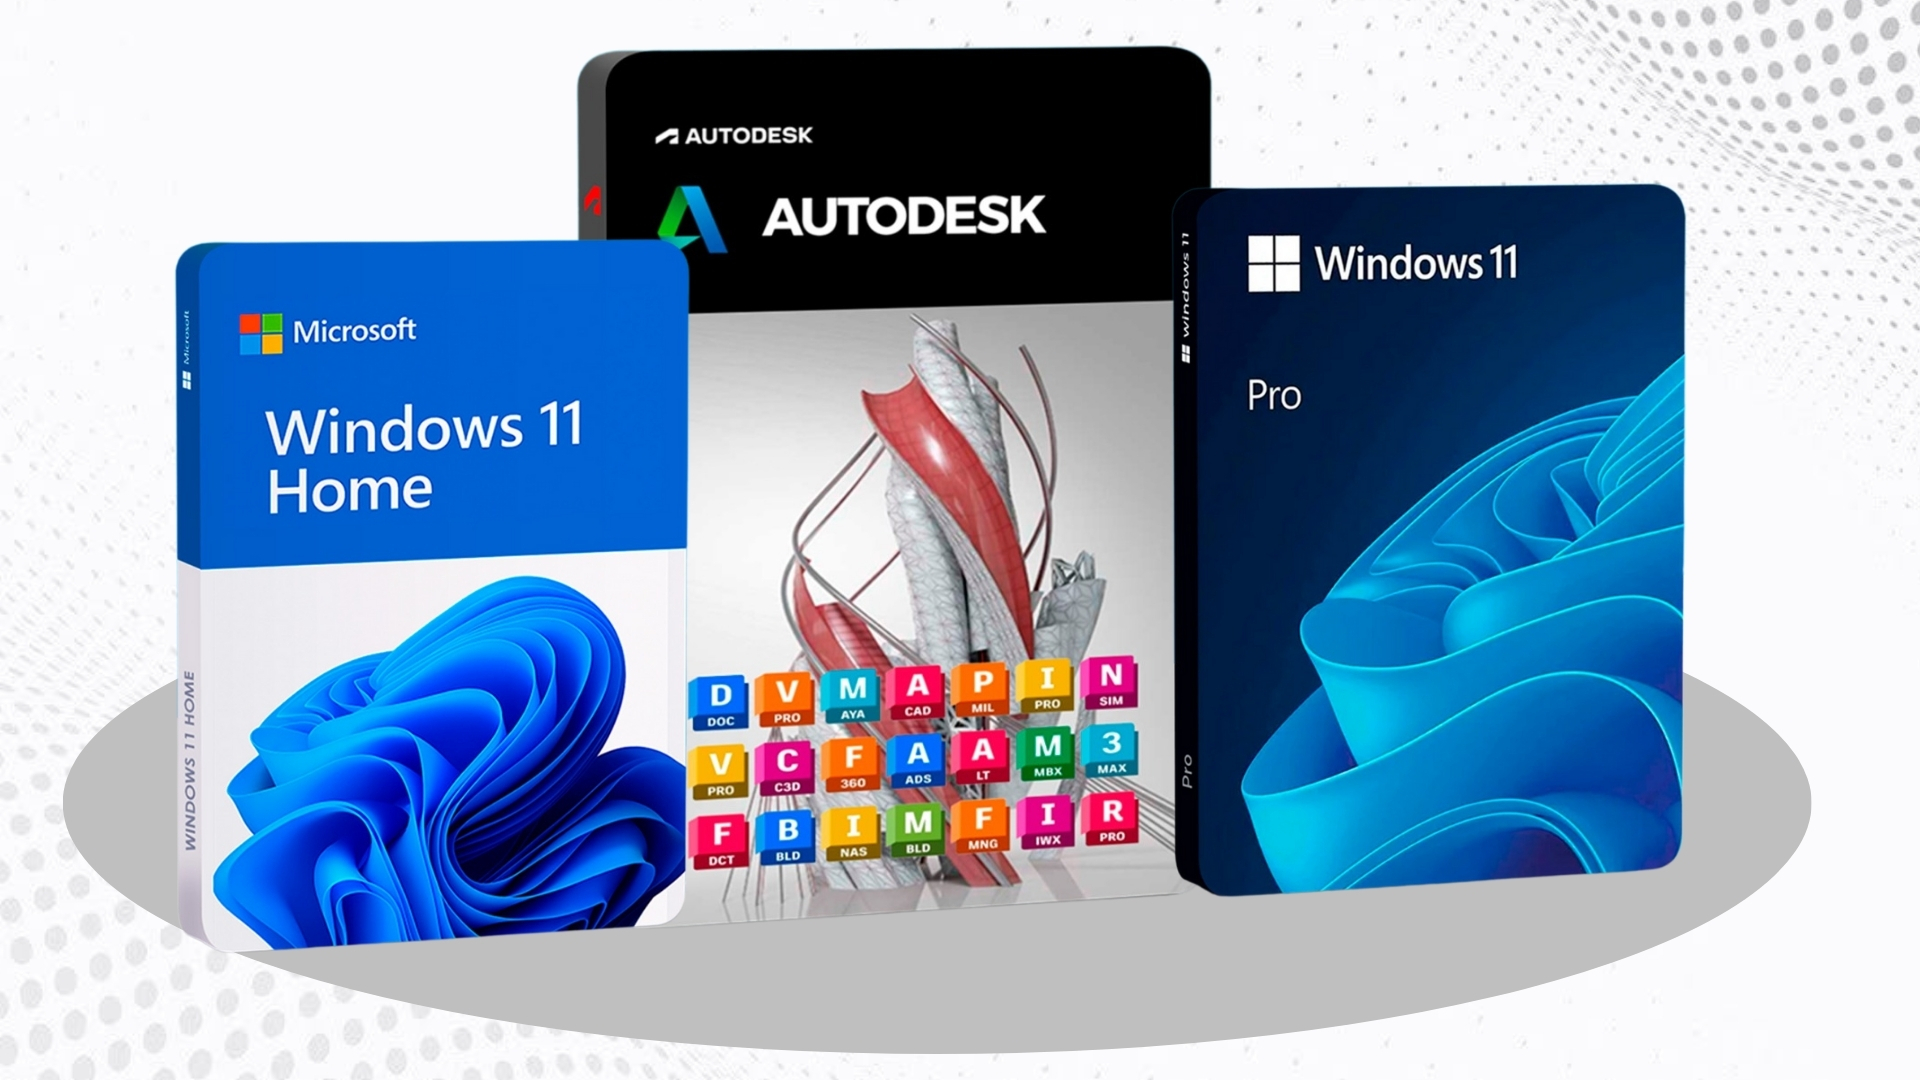 Microsoft
Windows 11
Home
Microsoft
WINDOWS 11 HOME
AUTODESK
AUTODESK
D
DOC
V
PRO
M
AYA
A
CAD
P
MIL
I
PRO
N
SIM
V
PRO
C
C3D
F
360
A
ADS
A
LT
M
MBX
3
MAX
F
DCT
B
BLD
I
NAS
M
BLD
F
MNG
I
IWX
R
PRO
Windows 11
Pro
Windows 11
Pro